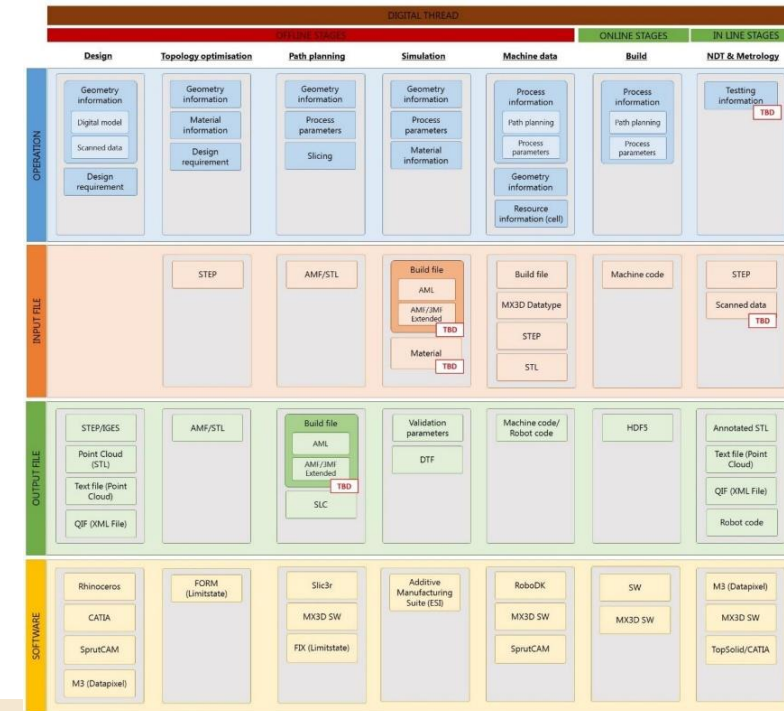 DIGITAL THREAD
OFFLINE STAGES
ONLINE STAGES
IN LINE STAGES
Design
Topology optimisation
Path planning
Simulation
Machine data
Build
NDT & Metrology
OPERATION
Geometry
information
Digital model
Scanned data
Design
requirement
Geometry
information
Material
information
Design
requirement
Geometry
information
Process
parameters
Slicing
Geometry
information
Process
parameters
Material
information
Process
information
Path planning
Process
parameters
Geometry
information
Resource
information (cell)
Process
information
Path planning
Process
parameters
Testting
information
TBD
INPUT FILE
STEP
AMF/STL
Build file
AML
AMF/JMF
Extended
TBD
Material
TBD
Build file
MX3D Datatype
STEP
STL
Machine code
STEP
Scanned data
TBD
OUTPUT FILE
STEP/IGES
Point Cloud
(STL)
Text file (Point
Cloud)
QIF (XML File)
AMF/STL
Build file
AML
AMF/JMF
Extended
TBD
SLC
Validation
parameters
DTF
Machine code/
Robot code
HDF5
Annotated STL
Text file (Point
Cloud)
QIF (XML File)
Robot code
SOFTWARE
Rhinoceros
CATIA
SprutCAM
M3 (Datapixel)
FORM
(Limitstate)
Slic3r
MX3D SW
FIX (Limitstate)
Additive
Manufacturing
Suite (ESI)
RoboDK
MX3D SW
SprutCAM
SW
MX3D SW
M3 (Datapixel)
MX3D SW
TopSolid/CATIA